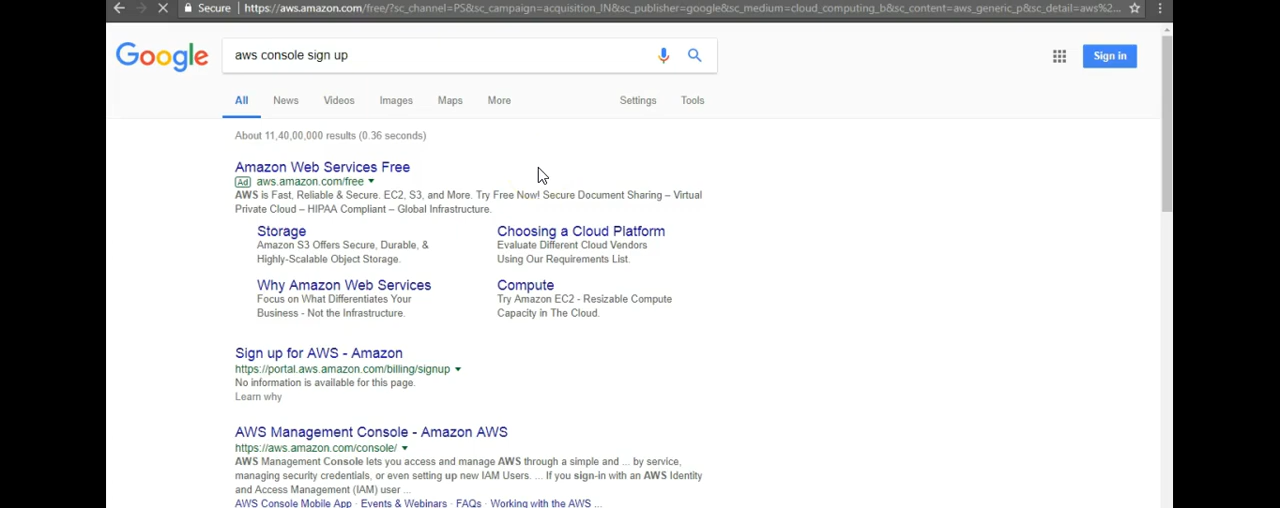 Secure https://aws.amazon.com/free/?sc_channel=PS&sc_campaign=acquisition_IN&sc_publisher=google&sc_medium=cloud_computing_b&sc_content=aws_generic_p&sc_detail=aws%2...
Google aws console sign up Sign in
All News Videos Images Maps More Settings Tools
About 11,40,00,000 results (0.36 seconds)
Amazon Web Services Free
Ad aws.amazon.com/free
AWS is Fast, Reliable & Secure. EC2, S3, and More. Try Free Now! Secure Document Sharing – Virtual
Private Cloud – HIPAA Compliant – Global Infrastructure.
Storage
Amazon S3 Offers Secure, Durable, &
Highly-Scalable Object Storage.
Choosing a Cloud Platform
Evaluate Different Cloud Vendors
Using Our Requirements List.
Why Amazon Web Services
Focus on What Differentiates Your
Business - Not the Infrastructure.
Compute
Try Amazon EC2 - Resizable Compute
Capacity in The Cloud.
Sign up for AWS - Amazon
https://portal.aws.amazon.com/billing/signup
No information is available for this page.
Learn why
AWS Management Console - Amazon AWS
https://aws.amazon.com/console/
AWS Management Console lets you access and manage AWS through a simple and ... by service,
managing security credentials, or even setting up new IAM Users. ... If you sign-in with an AWS Identity
and Access Management (IAM) user ...
AWS Console Mobile App · Events & Webinars · FAQs · Working with the AWS ...